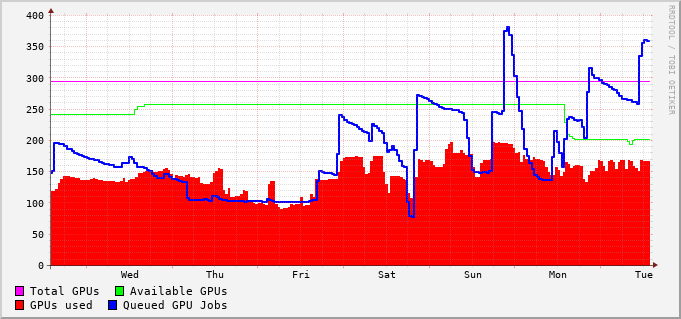 400
350
300
250
200
150
100
50
0
Wed Thu Fri Sat Sun Mon Tue
Total GPUs Available GPUs
GPUs used Queued GPU Jobs
RRDTOOL / TOBI OETIKER